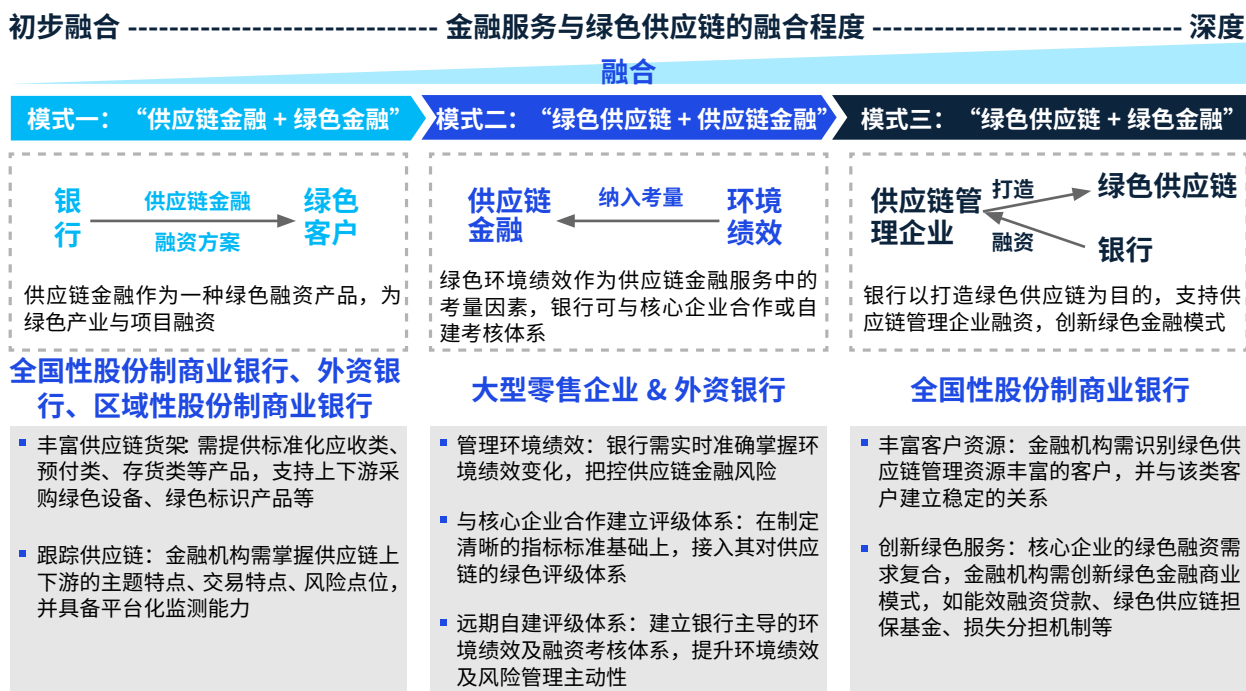 初步融合 ------------------------------- 金融服务与绿色供应链的融合程度 ------------------------------- 深度
融合
模式一：“供应链金融 + 绿色金融”
模式二：“绿色供应链 + 供应链金融”
模式三：“绿色供应链 + 绿色金融”
银
行
供应链金融
融资方案
绿色
客户
供应链金融作为一种绿色融资产品，为
绿色产业与项目融资
供应链
金融
纳入考量
环境
绩效
绿色环境绩效作为供应链金融服务中的
考量因素，银行可与核心企业合作或自
建考核体系
供应链管
理企业
打造
融资
绿色供应链
银行
银行以打造绿色供应链为目的，支持供
应链管理企业融资，创新绿色金融模式
全国性股份制商业银行、外资银
行、区域性股份制商业银行
大型零售企业 & 外资银行
全国性股份制商业银行
丰富供应链货架：需提供标准化应收类、
预付类、存货类等产品，支持上下游采
购绿色设备、绿色标识产品等
跟踪供应链：金融机构需掌握供应链上
下游的主题特点、交易特点、风险点位，
并具备平台化监测能力
管理环境绩效：银行需实时准确掌握环
境绩效变化，把控供应链金融风险
与核心企业合作建立评级体系：在制定
清晰的指标标准基础上，接入其对供应
链的绿色评级体系
远期自建评级体系：建立银行主导的环
境绩效及融资考核体系，提升环境绩效
及风险管理主动性
丰富客户资源：金融机构需识别绿色供
应链管理资源丰富的客户，并与该类客
户建立稳定的关系
创新绿色服务：核心企业的绿色融资需
求复合，金融机构需创新绿色金融商业
模式，如能效融资贷款、绿色供应链担
保基金、损失分担机制等